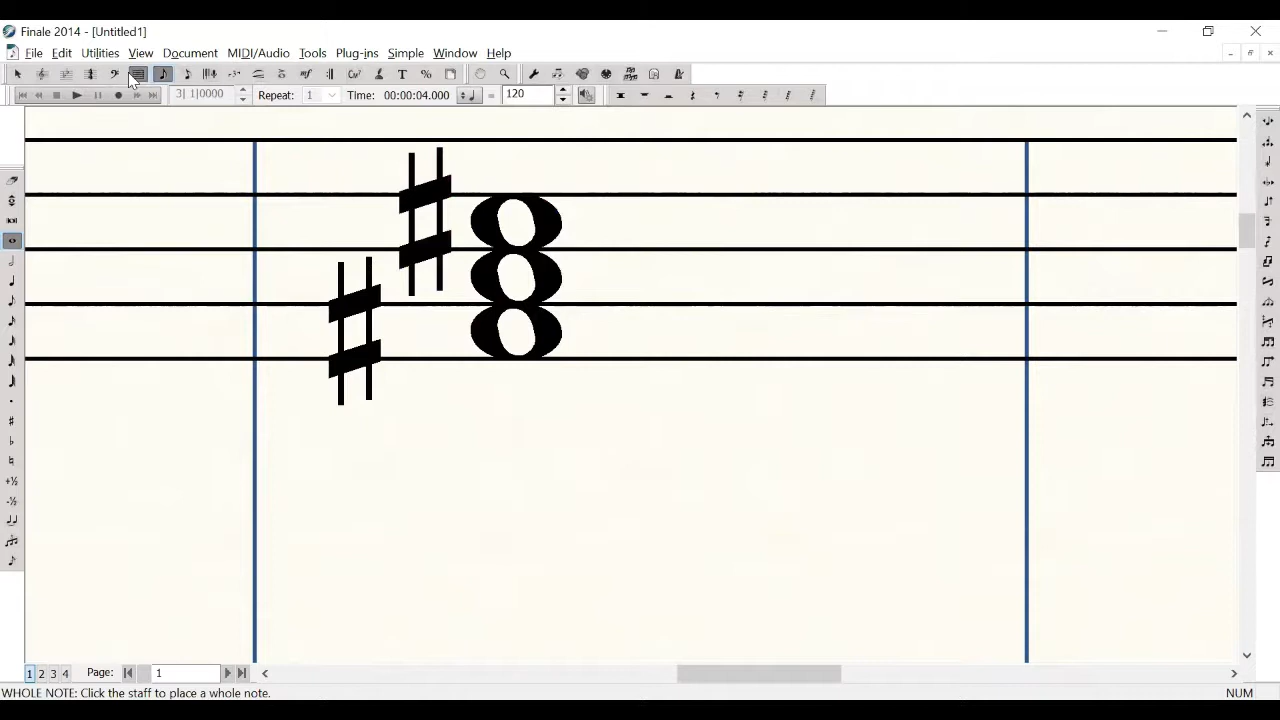 Finale 2014 - [Untitled1]
File Edit Utilities View Document MIDI/Audio Tools Plug-ins Simple Window Help
3| 1|0000 Repeat: 1 Time: 00:00:04.000 = 120
1 2 3 4 Page: 1
WHOLE NOTE: Click the staff to place a whole note. NUM